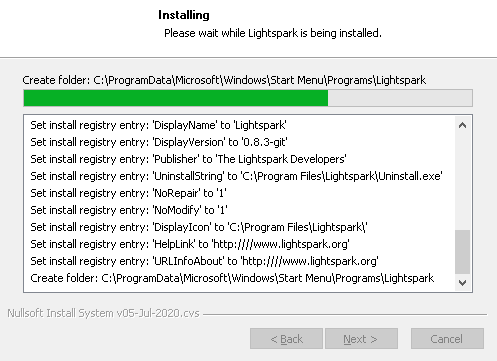 Installing
Please wait while Lightspark is being installed.
Create folder: C:\ProgramData\Microsoft\Windows\Start Menu\Programs\Lightspark
Set install registry entry: 'DisplayName' to 'Lightspark'
Set install registry entry: 'DisplayVersion' to '0.8.3-git'
Set install registry entry: 'Publisher' to 'The Lightspark Developers'
Set install registry entry: 'UninstallString' to 'C:\Program Files\Lightspark\Uninstall.exe'
Set install registry entry: 'NoRepair' to '1'
Set install registry entry: 'NoModify' to '1'
Set install registry entry: 'DisplayIcon' to 'C:\Program Files\Lightspark\'
Set install registry entry: 'HelpLink' to 'http:////www.lightspark.org'
Set install registry entry: 'URLInfoAbout' to 'http:////www.lightspark.org'
Create folder: C:\ProgramData\Microsoft\Windows\Start Menu\Programs\Lightspark
Nullsoft Install System v05-Jul-2020.cvs
< Back Next > Cancel